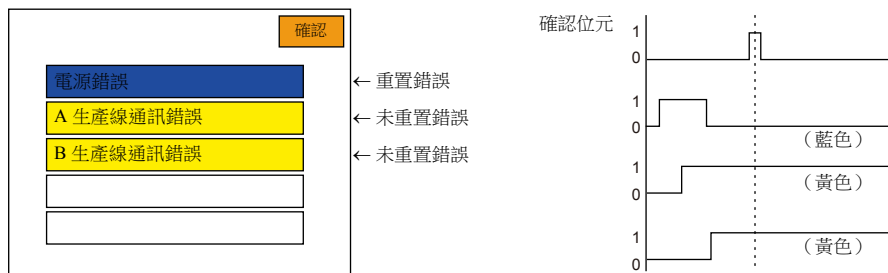 確認
電源錯誤
← 重置錯誤
A 生產線通訊錯誤
← 未重置錯誤
B 生產線通訊錯誤
← 未重置錯誤
確認位元
1
0
1
0
(藍色)
1
0
(黃色)
1
0
(黃色)